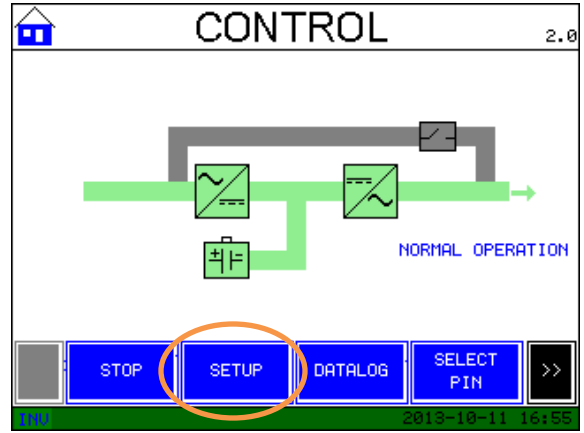 CONTROL
2.0
NORMAL OPERATION
STOP
SETUP
DATALOG
SELECT
PIN
>>
INV
2013-10-11 16:55